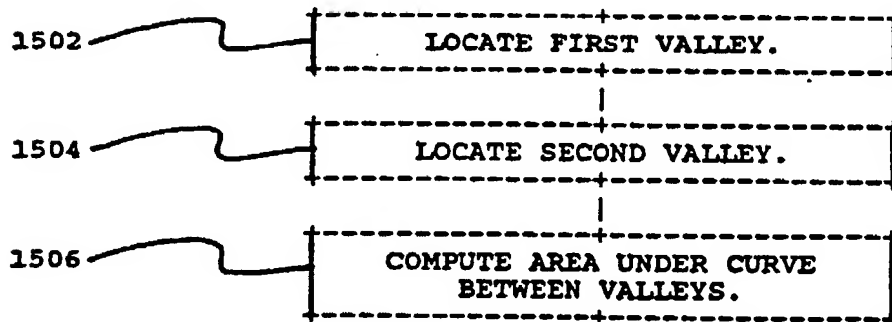 1502 LOCATE FIRST VALLEY.
1504 LOCATE SECOND VALLEY.
1506 COMPUTE AREA UNDER CURVE
BETWEEN VALLEYS.